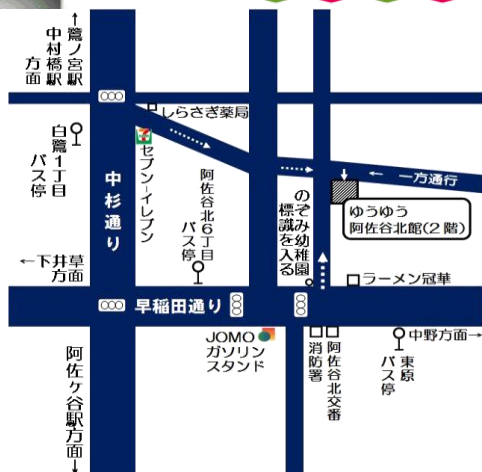 鷺ノ宮駅
中村橋駅
方面
しらさぎ薬局
白鷺1丁目
バス停
セブン-イレブン
中杉通り
阿佐谷北6丁目
バス停
のぞみ幼稚園
標識を入る
← 一方通行
ゆうゆう
阿佐谷北館(2階)
←下井草
方面
ラーメン冠華
早稲田通り
JOMO
ガソリン
スタンド
消防署
阿佐谷北交番
東原
バス停
中野方面→
阿佐ヶ谷駅方面→